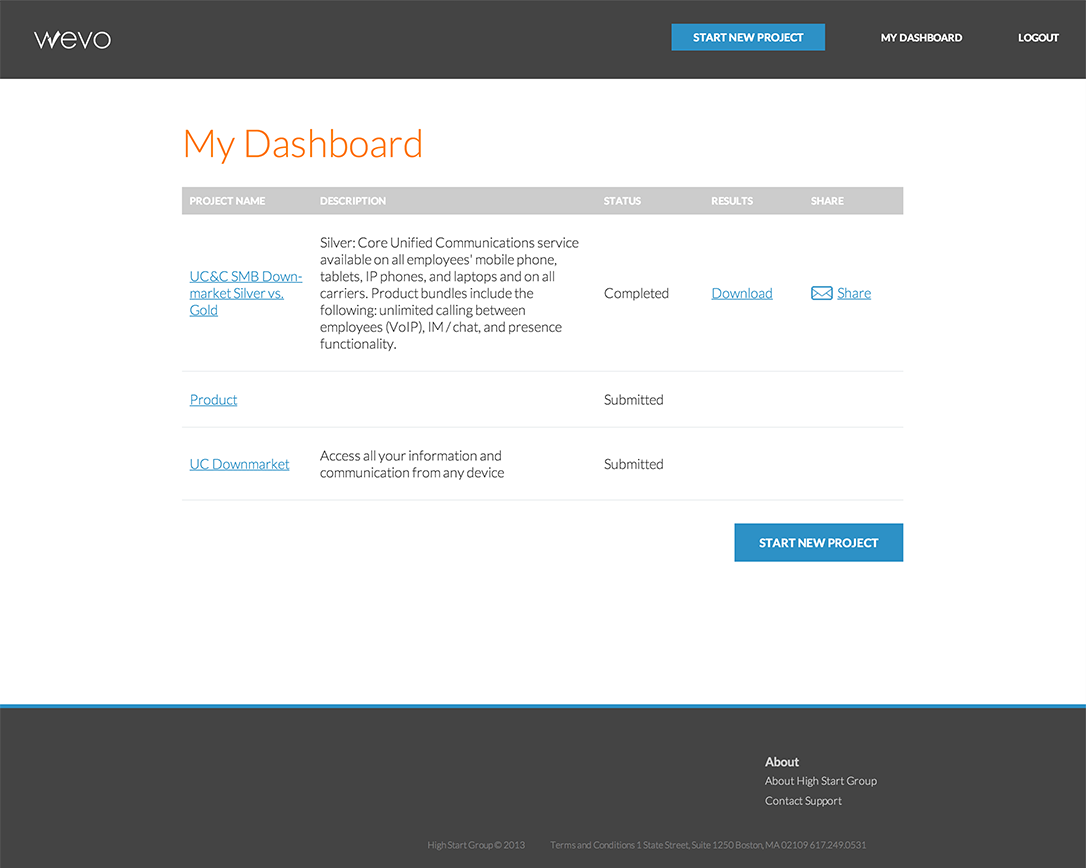 wevo
START NEW PROJECT
MY DASHBOARD
LOGOUT
My Dashboard
PROJECT NAME DESCRIPTION STATUS RESULTS SHARE
UC&C SMB Down-
market Silver vs.
Gold
Silver: Core Unified Communications service
available on all employees' mobile phone,
tablets, IP phones, and laptops and on all
carriers. Product bundles include the
following: unlimited calling between
employees (VoIP), IM / chat, and presence
functionality.
Completed
Download
Share
Product
Submitted
UC Downmarket
Access all your information and
communication from any device
Submitted
START NEW PROJECT
About
About High Start Group
Contact Support
High Start Group © 2013 Terms and Conditions 1 State Street, Suite 1250 Boston, MA 02109 617.249.0531